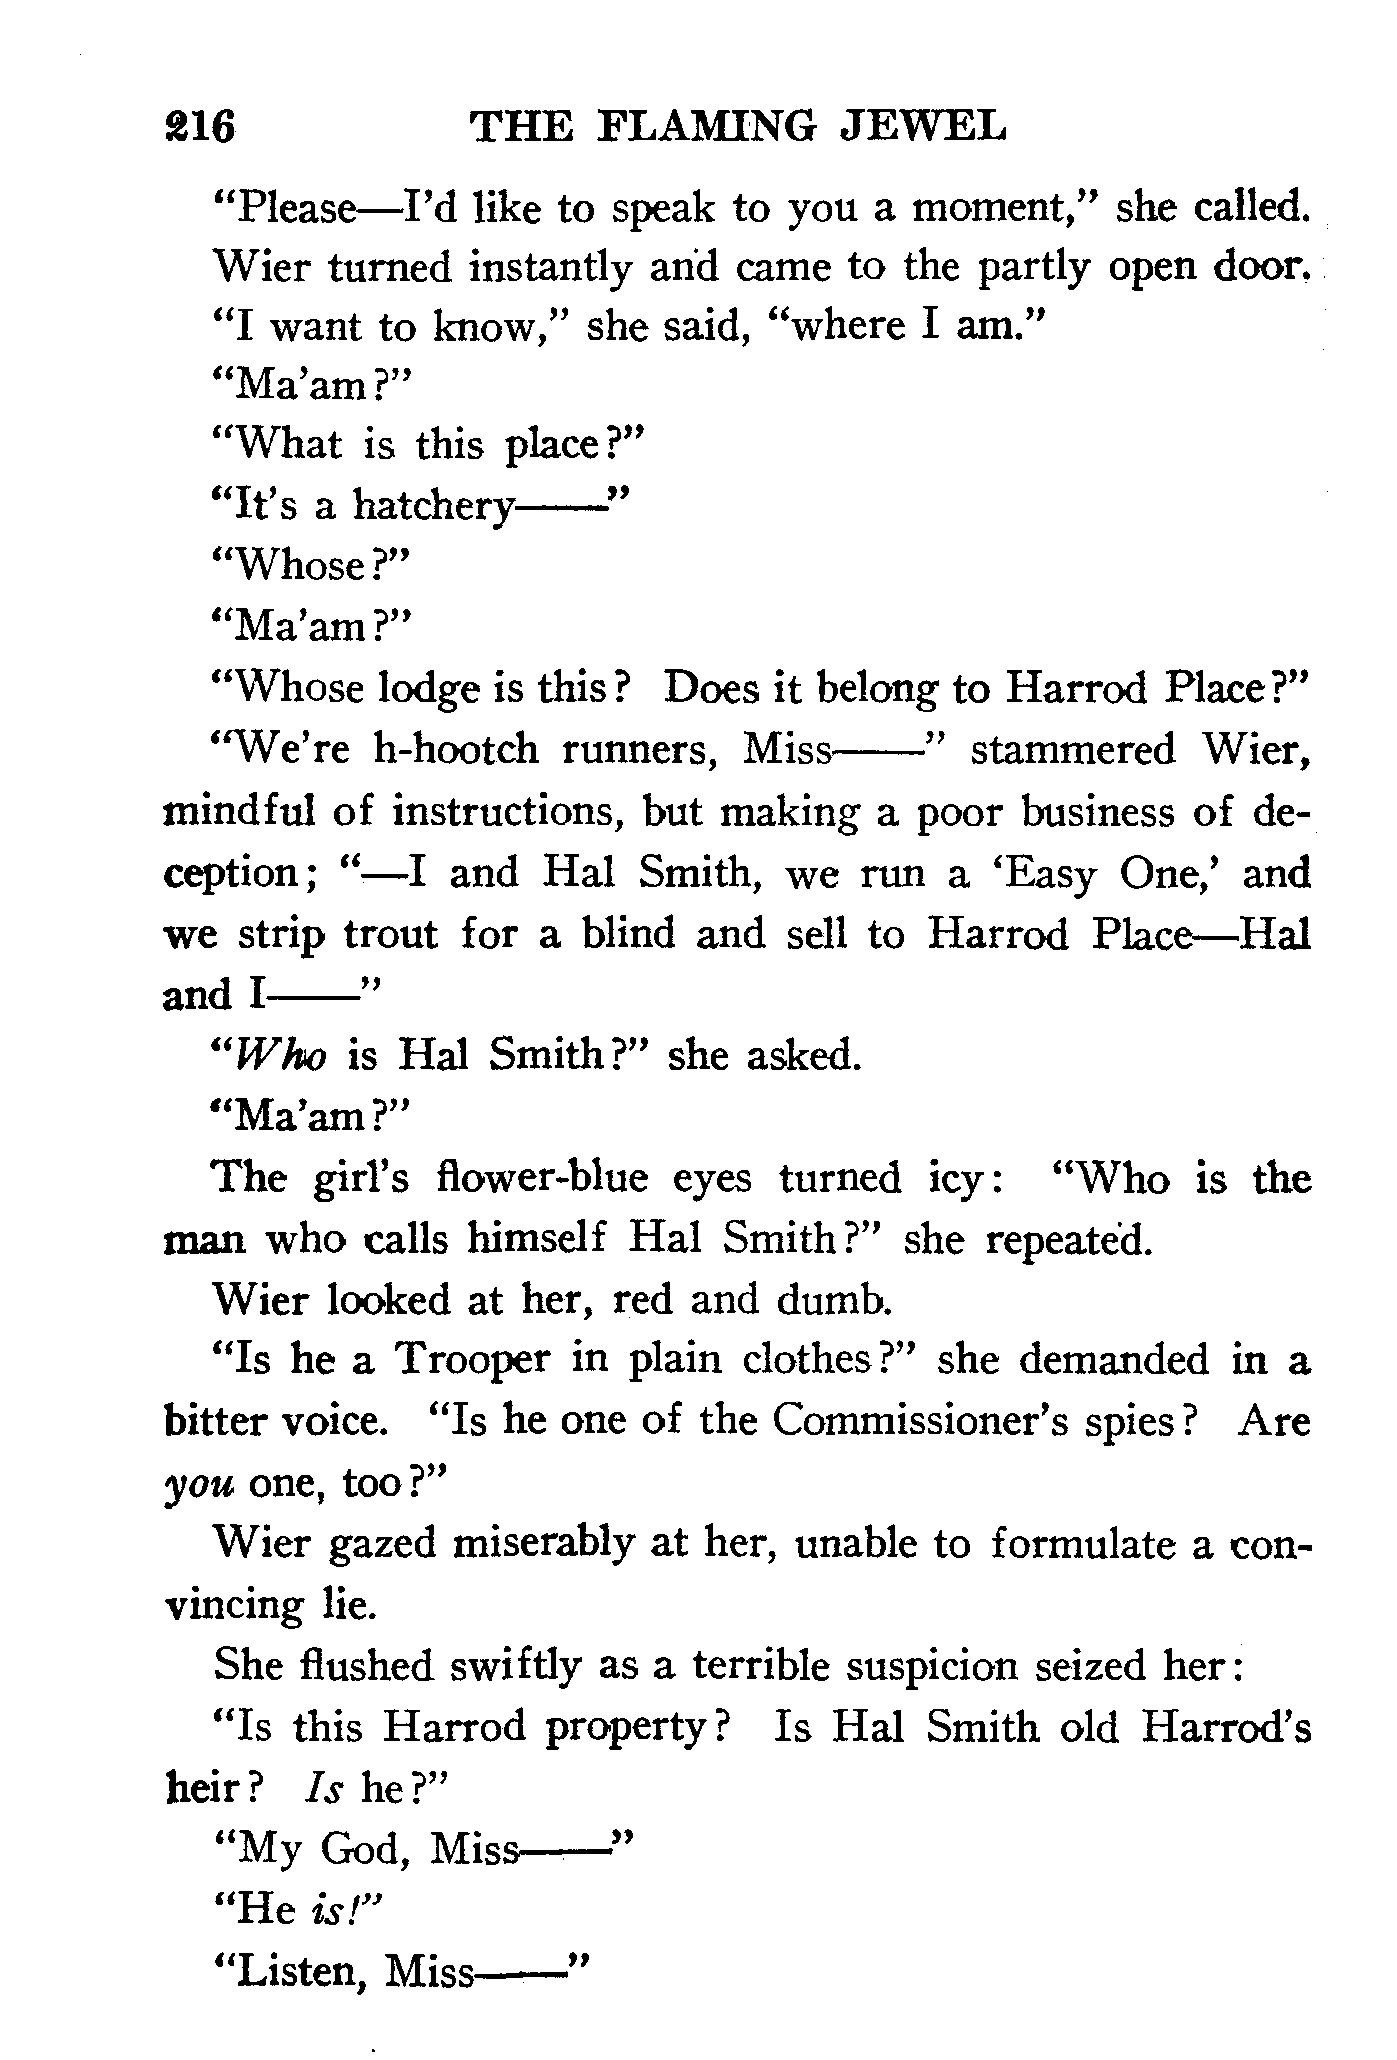 216 THE FLAMING JEWEL
“Please—I’d like to speak to you a moment,” she called.
Wier turned instantly and came to the partly open door.
“I want to know,” she said, “where I am.”
“Ma’am?”
“What is this place?”
“It’s a hatchery——”
“Whose?”
“Ma’am?”
“Whose lodge is this? Does it belong to Harrod Place?”
“We’re h-hootch runners, Miss——” stammered Wier,
mindful of instructions, but making a poor business of de-
ception; “—I and Hal Smith, we run a ‘Easy One,’ and
we strip trout for a blind and sell to Harrod Place—Hal
and I——”
“Who is Hal Smith?” she asked.
“Ma’am?”
The girl’s flower-blue eyes turned icy: “Who is the
man who calls himself Hal Smith?” she repeated.
Wier looked at her, red and dumb.
“Is he a Trooper in plain clothes?” she demanded in a
bitter voice. “Is he one of the Commissioner’s spies? Are
you one, too?”
Wier gazed miserably at her, unable to formulate a con-
vincing lie.
She flushed swiftly as a terrible suspicion seized her:
“Is this Harrod property? Is Hal Smith old Harrod’s
heir? Is he?”
“My God, Miss——”
“He is!”
“Listen, Miss——”